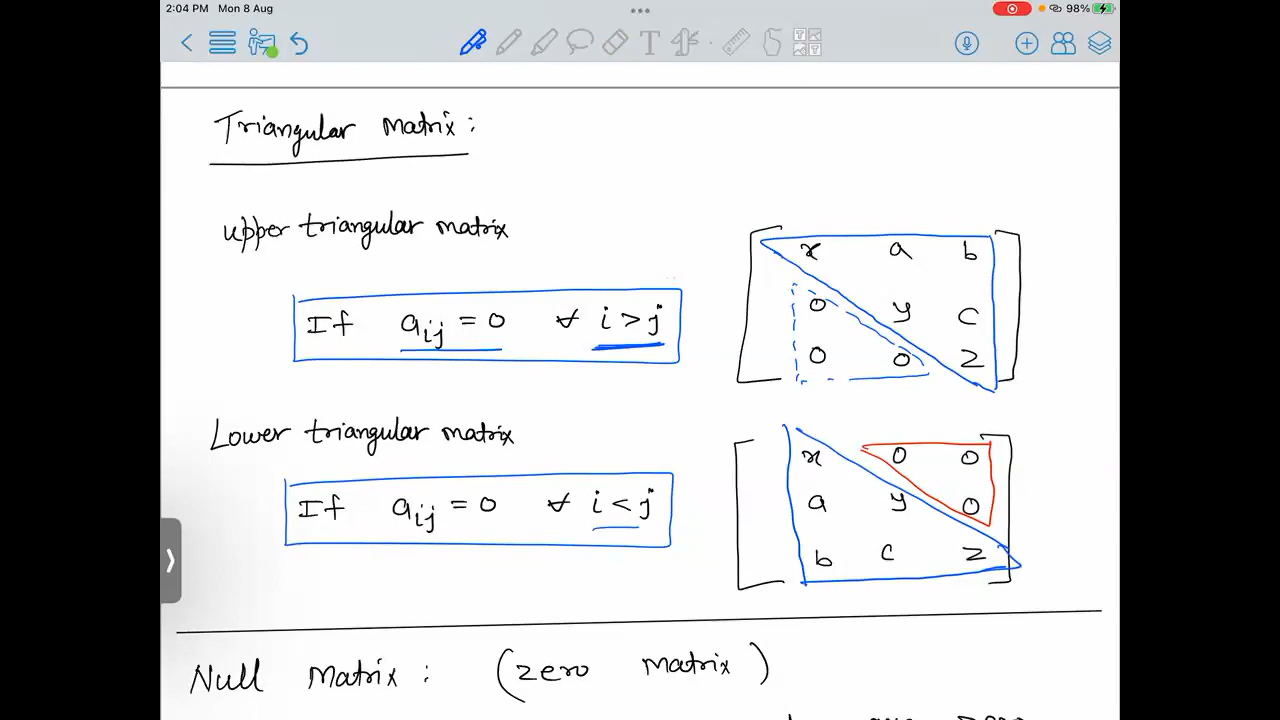 2:04 PM Mon 8 Aug
98%
T
Triangular Matrix:
upper triangular matrix
x a b
If aij = 0 ∀ i > j
0 y c
0 0 z
Lower triangular matrix
x 0 0
If aij = 0 ∀ i < j
a y 0
b c z
Null Matrix: (zero matrix)